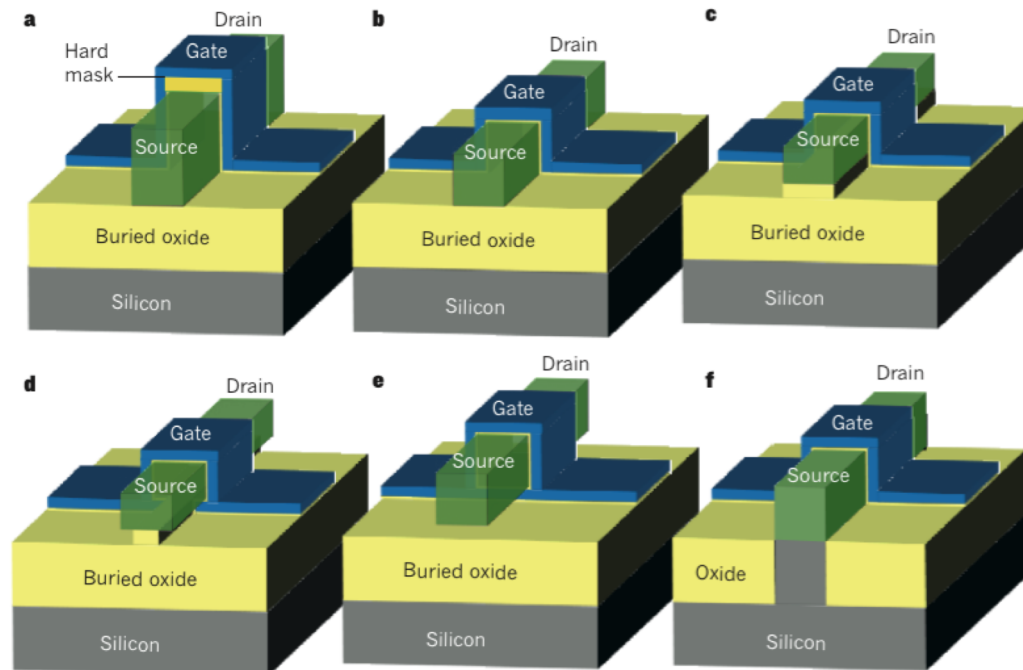 a
Drain
Hard
mask
Gate
Source
Buried oxide
Silicon
b
Drain
Gate
Source
Buried oxide
Silicon
c
Drain
Gate
Source
Buried oxide
Silicon
d
Drain
Gate
Source
Buried oxide
Silicon
e
Drain
Gate
Source
Buried oxide
Silicon
f
Drain
Gate
Source
Oxide
Silicon